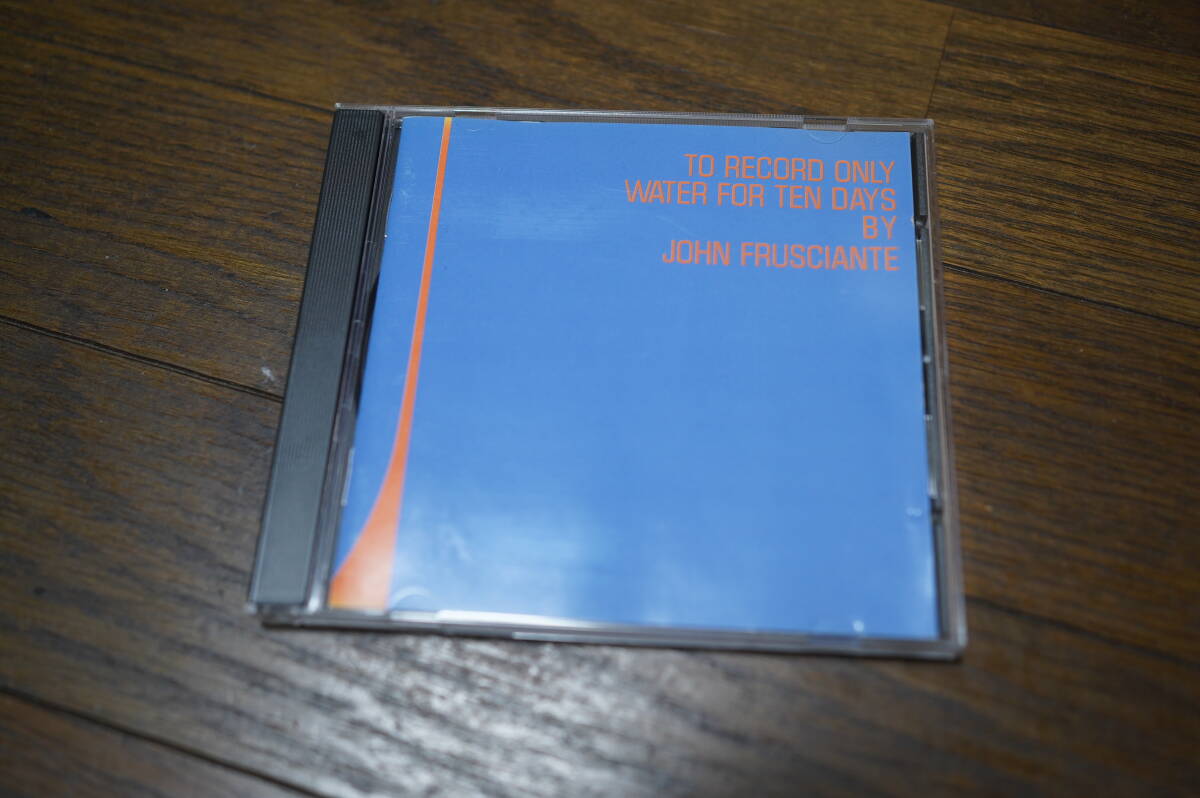 TO RECORD ONLY
WATER FOR TEN DAYS
BY
JOHN FRUSCIANTE